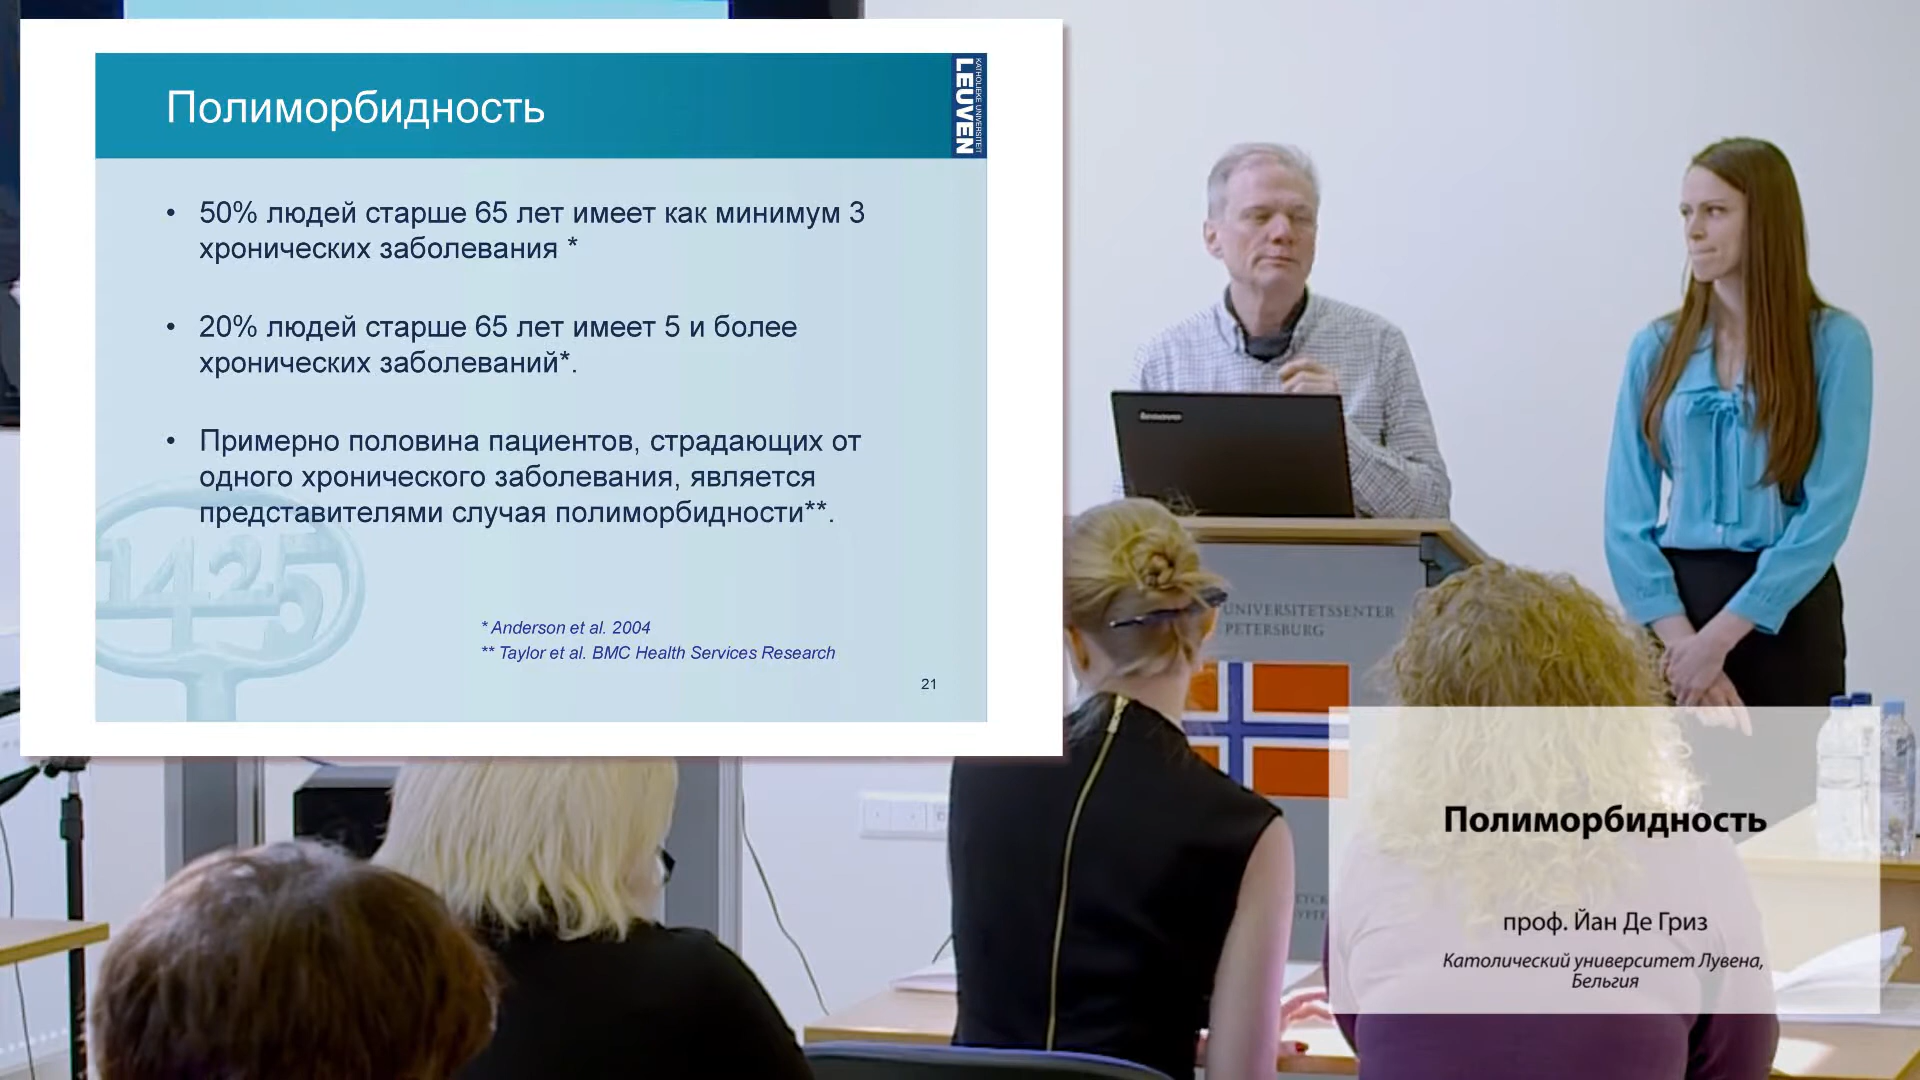 Полиморбидность
KATHOLIEKE UNIVERSITEIT
LEUVEN
• 50% людей старше 65 лет имеет как минимум 3
хронических заболевания *
• 20% людей старше 65 лет имеет 5 и более
хронических заболеваний*.
• Примерно половина пациентов, страдающих от
одного хронического заболевания, является
представителями случая полиморбидности**.
1425
* Anderson et al. 2004
** Taylor et al. BMC Health Services Research
21
lenovo
UNIVERSITETSSENTER
PETERSBURG
Полиморбидность
проф. Йан Де Гриз
Католический университет Лувена,
Бельгия